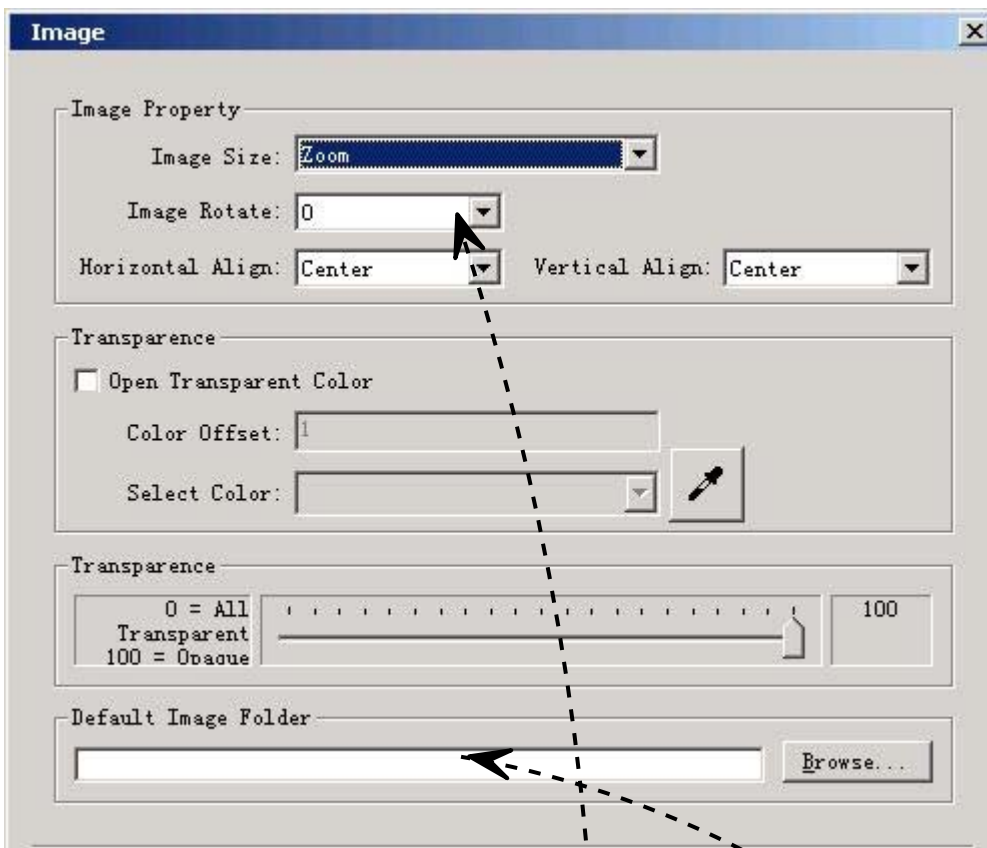 Image
Image Property
Image Size: Zoom
Image Rotate: 0
Horizontal Align: Center Vertical Align: Center
Transparence
Open Transparent Color
Color Offset: 1
Select Color:
Transparence
0 = All
Transparent
100 = Opaque
100
Default Image Folder
Browse...